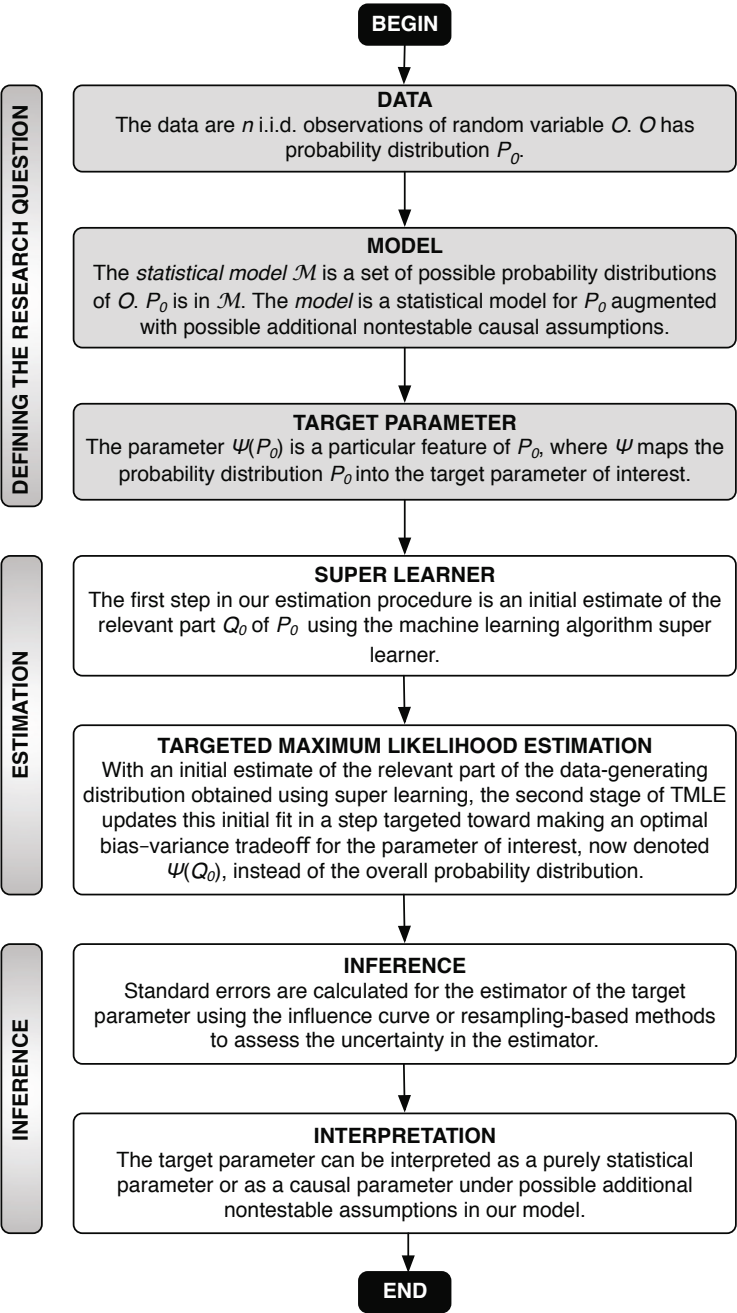 BEGIN
DEFINING THE RESEARCH QUESTION
DATA
The data are n i.i.d. observations of random variable O. O has
probability distribution P₀.
MODEL
The statistical model ℳ is a set of possible probability distributions
of O. P₀ is in ℳ. The model is a statistical model for P₀ augmented
with possible additional nontestable causal assumptions.
TARGET PARAMETER
The parameter Ψ(P₀) is a particular feature of P₀, where Ψ maps the
probability distribution P₀ into the target parameter of interest.
ESTIMATION
SUPER LEARNER
The first step in our estimation procedure is an initial estimate of the
relevant part Q₀ of P₀ using the machine learning algorithm super
learner.
TARGETED MAXIMUM LIKELIHOOD ESTIMATION
With an initial estimate of the relevant part of the data-generating
distribution obtained using super learning, the second stage of TMLE
updates this initial fit in a step targeted toward making an optimal
bias–variance tradeoff for the parameter of interest, now denoted
Ψ(Q₀), instead of the overall probability distribution.
INFERENCE
INFERENCE
Standard errors are calculated for the estimator of the target
parameter using the influence curve or resampling-based methods
to assess the uncertainty in the estimator.
INTERPRETATION
The target parameter can be interpreted as a purely statistical
parameter or as a causal parameter under possible additional
nontestable assumptions in our model.
END